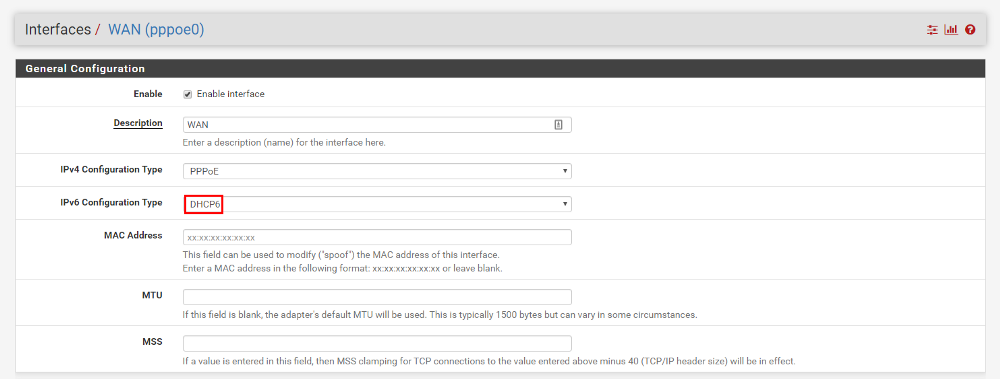 Interfaces / WAN (pppoe0)
General Configuration
Enable Enable interface
Description WAN
Enter a description (name) for the interface here.
IPv4 Configuration Type PPPoE
IPv6 Configuration Type DHCP6
MAC Address xx:xx:xx:xx:xx:xx
This field can be used to modify ("spoof") the MAC address of this interface.
Enter a MAC address in the following format: xx:xx:xx:xx:xx:xx or leave blank.
MTU
If this field is blank, the adapter's default MTU will be used. This is typically 1500 bytes but can vary in some circumstances.
MSS
If a value is entered in this field, then MSS clamping for TCP connections to the value entered above minus 40 (TCP/IP header size) will be in effect.